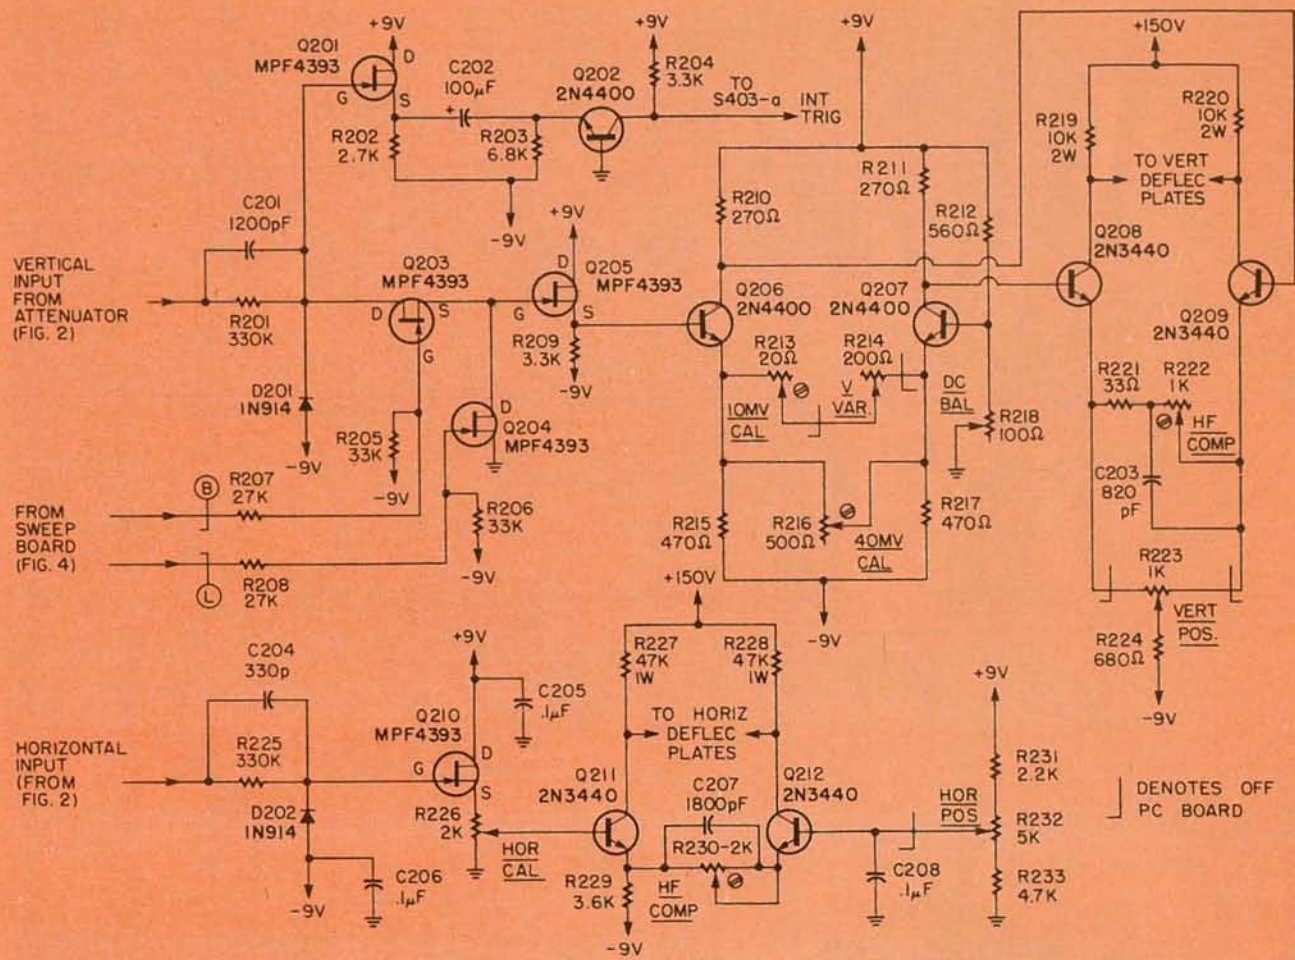 +9V
Q201
MPF4393
D
G
S
C202
100µF
+
Q202
2N4400
+9V
R204
3.3K
TO
S403-a
INT
TRIG
R202
2.7K
R203
6.8K
-9V
+9V
+150V
R219
10K
2W
R220
10K
2W
TO VERT
DEFLEC
PLATES
C201
1200pF
VERTICAL
INPUT
FROM
ATTENUATOR
(FIG. 2)
R201
330K
Q203
MPF4393
D
S
G
+9V
D
Q205
MPF4393
G
S
R209
3.3K
-9V
R210
270Ω
R211
270Ω
R212
560Ω
Q206
2N4400
Q207
2N4400
Q208
2N3440
Q209
2N3440
D201
1N914
-9V
R205
33K
-9V
D
Q204
MPF4393
R213
20Ω
10MV
CAL
R214
200Ω
V
VAR.
DC
BAL
R218
100Ω
R221
33Ω
R222
1K
HF
COMP
C203
820
pF
FROM
SWEEP
BOARD
(FIG. 4)
B
R207
27K
L
R208
27K
R206
33K
-9V
R215
470Ω
R216
500Ω
40MV
CAL
R217
470Ω
-9V
R223
1K
VERT
POS.
R224
680Ω
-9V
C204
330p
HORIZONTAL
INPUT
(FROM
FIG. 2)
R225
330K
D202
1N914
-9V
C206
.1µF
+9V
C205
.1µF
Q210
MPF4393
D
G
S
R226
2K
HOR
CAL
+150V
R227
47K
1W
R228
47K
1W
TO HORIZ
DEFLEC
PLATES
Q211
2N3440
C207
1800pF
Q212
2N3440
R230-2K
R229
3.6K
HF
COMP
-9V
C208
.1µF
HOR
POS
+9V
R231
2.2K
R232
5K
R233
4.7K
DENOTES OFF
PC BOARD